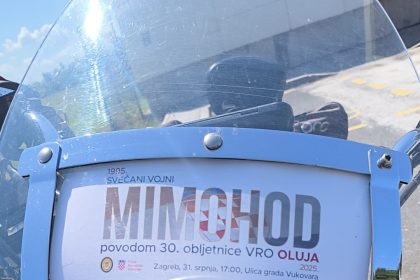 1995.
SVEČANI VOJNI
MIMOHOD
povodom 30. obljetnice VRO OLUJA
2025.
Zagreb, 31. srpnja, 17:00, Ulica grada Vukovara